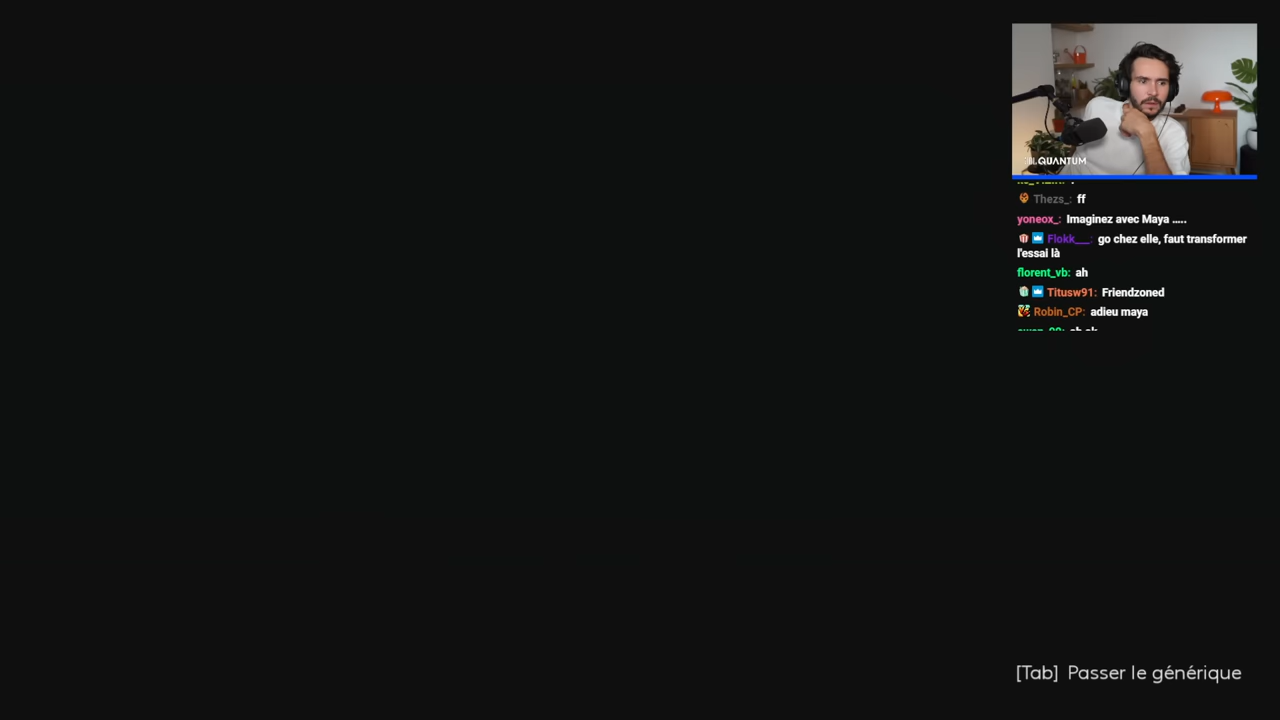 QUANTUM
Thezs_: ff
yoneox_: Imaginez avec Maya .....
Flokk___: go chez elle, faut transformer
l'essai là
florent_vb: ah
Titusw91: Friendzoned
Robin_CP: adieu maya
[Tab] Passer le générique